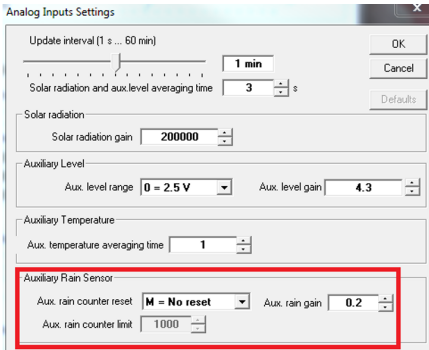 Analog Inputs Settings
Update interval (1 s ... 60 min)
1 min
OK
Cancel
Defaults
Solar radiation and aux.level averaging time 3 s
Solar radiation
Solar radiation gain 200000
Auxiliary Level
Aux. level range 0 = 2.5 V Aux. level gain 4.3
Auxiliary Temperature
Aux. temperature averaging time 1
Auxiliary Rain Sensor
Aux. rain counter reset M = No reset Aux. rain gain 0.2
Aux. rain counter limit 1000